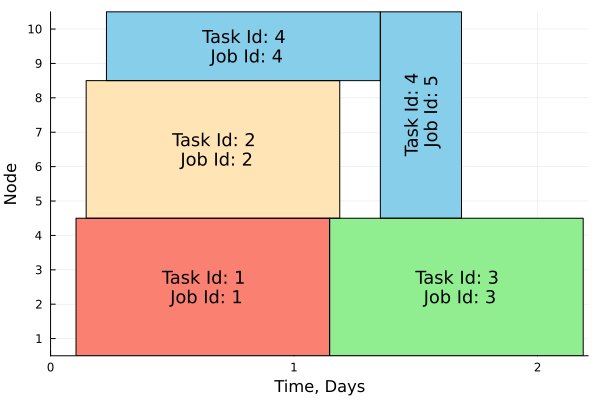 10
9
8
7
6
5
4
3
2
1
Node
Task Id: 4
Job Id: 4
Task Id: 4
Job Id: 5
Task Id: 2
Job Id: 2
Task Id: 1
Job Id: 1
Task Id: 3
Job Id: 3
0
1
2
Time, Days